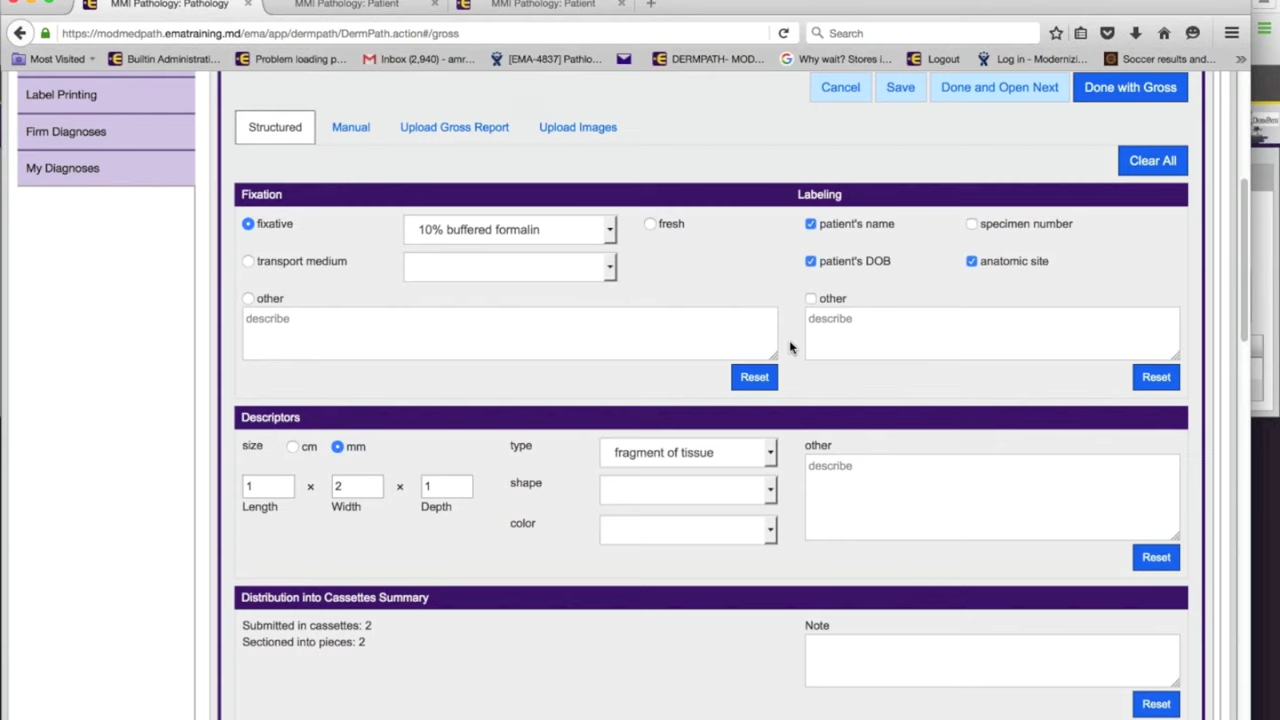 MMI Pathology: Pathology × MMI Pathology: Patient × MMI Pathology: Patient × +
https://modmedpath.ematraining.md/ema/app/dermpath/DermPath.action#/gross Search
Most Visited Builtin Administrati... Problem loading p... Inbox (2,940) - amr... [EMA-4837] Pathlo... DERMPATH- MOD... Why wait? Stores i... Logout Log in - Modernizi... Soccer results and... »
Label Printing
Firm Diagnoses
My Diagnoses
Cancel Save Done and Open Next Done with Gross
Structured Manual Upload Gross Report Upload Images
Clear All
Fixation Labeling
fixative 10% buffered formalin fresh patient's name specimen number
transport medium patient's DOB anatomic site
other other
describe describe
Reset Reset
Descriptors
size cm mm type fragment of tissue other
describe
1 × 2 × 1 shape
Length Width Depth
color
Reset
Distribution into Cassettes Summary
Submitted in cassettes: 2 Note
Sectioned into pieces: 2
Reset